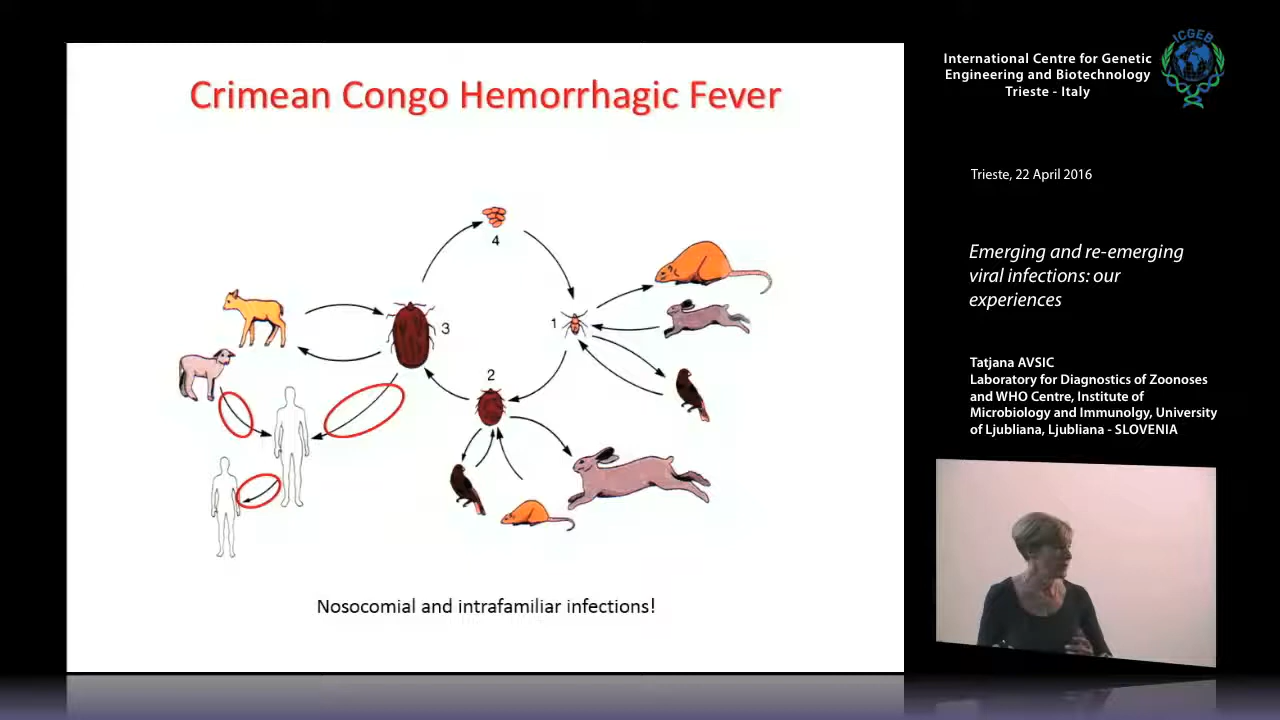 Crimean Congo Hemorrhagic Fever
4
3
1
2
Nosocomial and intrafamiliar infections!
International Centre for Genetic
Engineering and Biotechnology
Trieste - Italy
ICGEB
Trieste, 22 April 2016
Emerging and re-emerging
viral infections: our
experiences
Tatjana AVSIC
Laboratory for Diagnostics of Zoonoses
and WHO Centre, Institute of
Microbiology and Immunolgy, University
of Ljubliana, Ljubliana - SLOVENIA